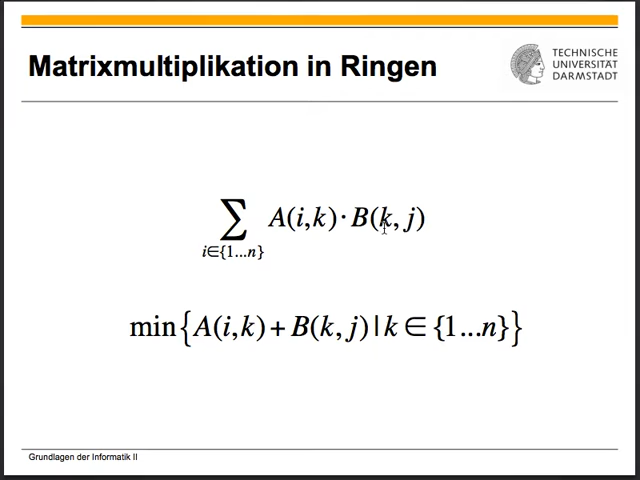 Matrixmultiplikation in Ringen
TECHNISCHE
UNIVERSITÄT
DARMSTADT
∑ A(i,k)·B(k, j)
i∈{1...n}
min{A(i,k)+B(k, j)|k ∈ {1...n}}
Grundlagen der Informatik II